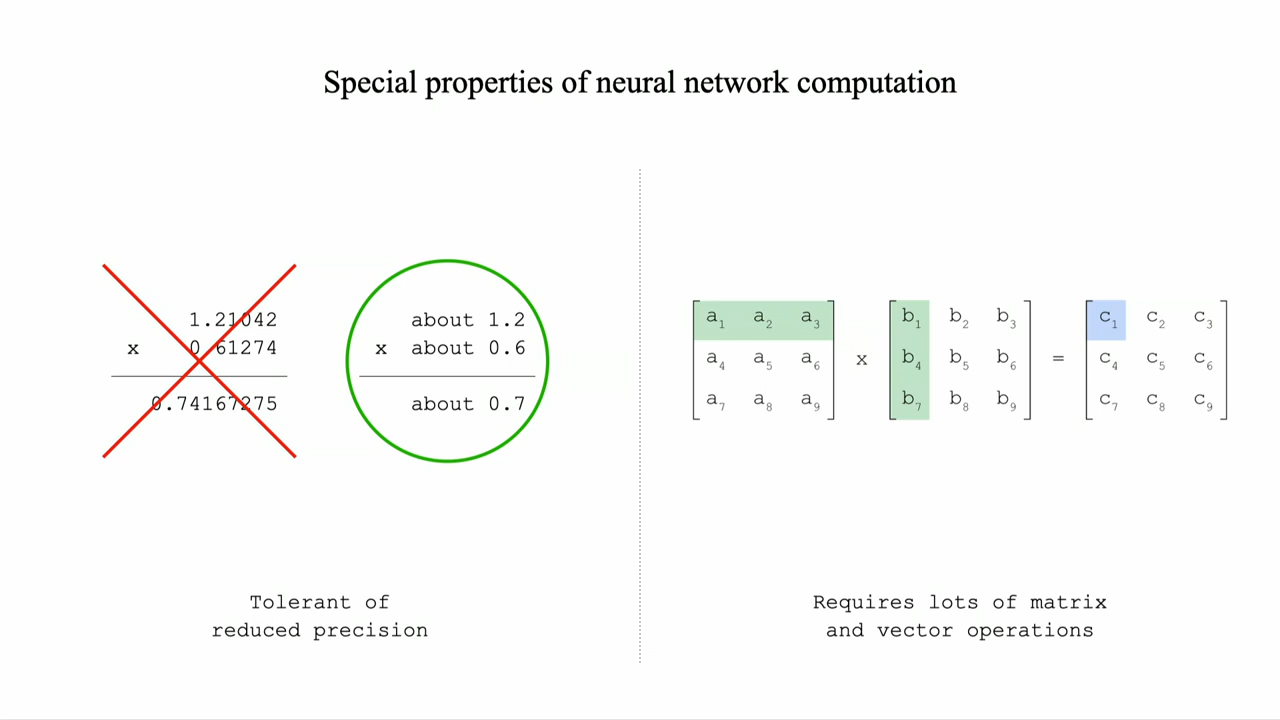 Special properties of neural network computation
1.21042
x 0.61274
0.74167275
about 1.2
x about 0.6
about 0.7
Tolerant of
reduced precision
a₁ a₂ a₃ b₁ b₂ b₃ c₁ c₂ c₃
a₄ a₅ a₆ x b₄ b₅ b₆ = c₄ c₅ c₆
a₇ a₈ a₉ b₇ b₈ b₉ c₇ c₈ c₉
Requires lots of matrix
and vector operations